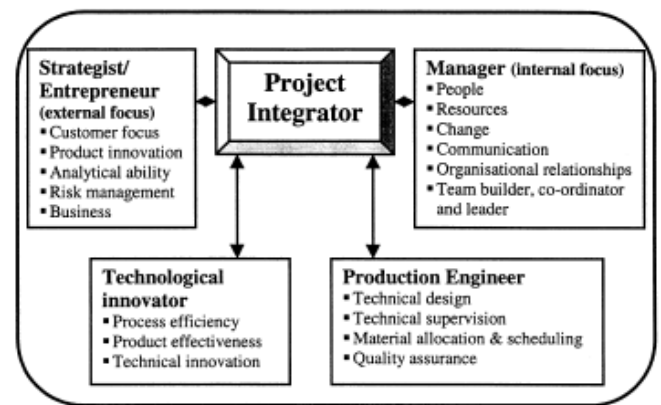 Strategist/
Entrepreneur
(external focus)
▪ Customer focus
▪ Product innovation
▪ Analytical ability
▪ Risk management
▪ Business
Project
Integrator
Manager (internal focus)
▪ People
▪ Resources
▪ Change
▪ Communication
▪ Organisational relationships
▪ Team builder, co-ordinator
and leader
Technological
innovator
▪ Process efficiency
▪ Product effectiveness
▪ Technical innovation
Production Engineer
▪ Technical design
▪ Technical supervision
▪ Material allocation & scheduling
▪ Quality assurance